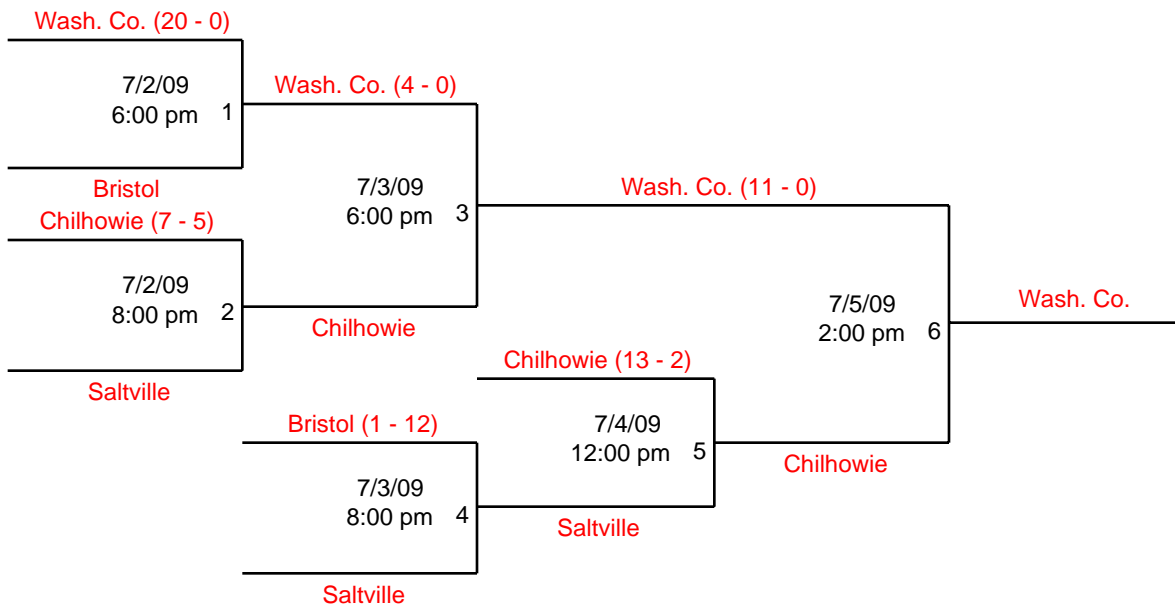 Wash. Co. (20 - 0)
7/2/09
6:00 pm
1
Bristol
Wash. Co. (4 - 0)
Chilhowie (7 - 5)
7/2/09
8:00 pm
2
Saltville
7/3/09
6:00 pm
3
Chilhowie
Wash. Co. (11 - 0)
Bristol (1 - 12)
7/3/09
8:00 pm
4
Saltville
Chilhowie (13 - 2)
7/4/09
12:00 pm
5
Saltville
7/5/09
2:00 pm
6
Chilhowie
Wash. Co.